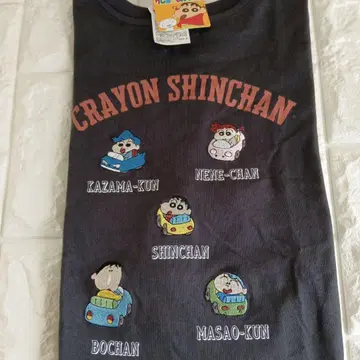 CRAYON SHINCHAN
KAZAMA-KUN
NENE-CHAN
SHINCHAN
BOCHAN
MASAO-KUN